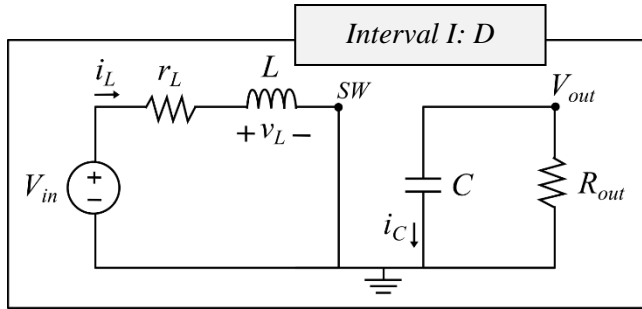 Interval I: D
i_L
r_L
L
SW
V_out
+ v_L −
V_in
+
−
C
R_out
i_C